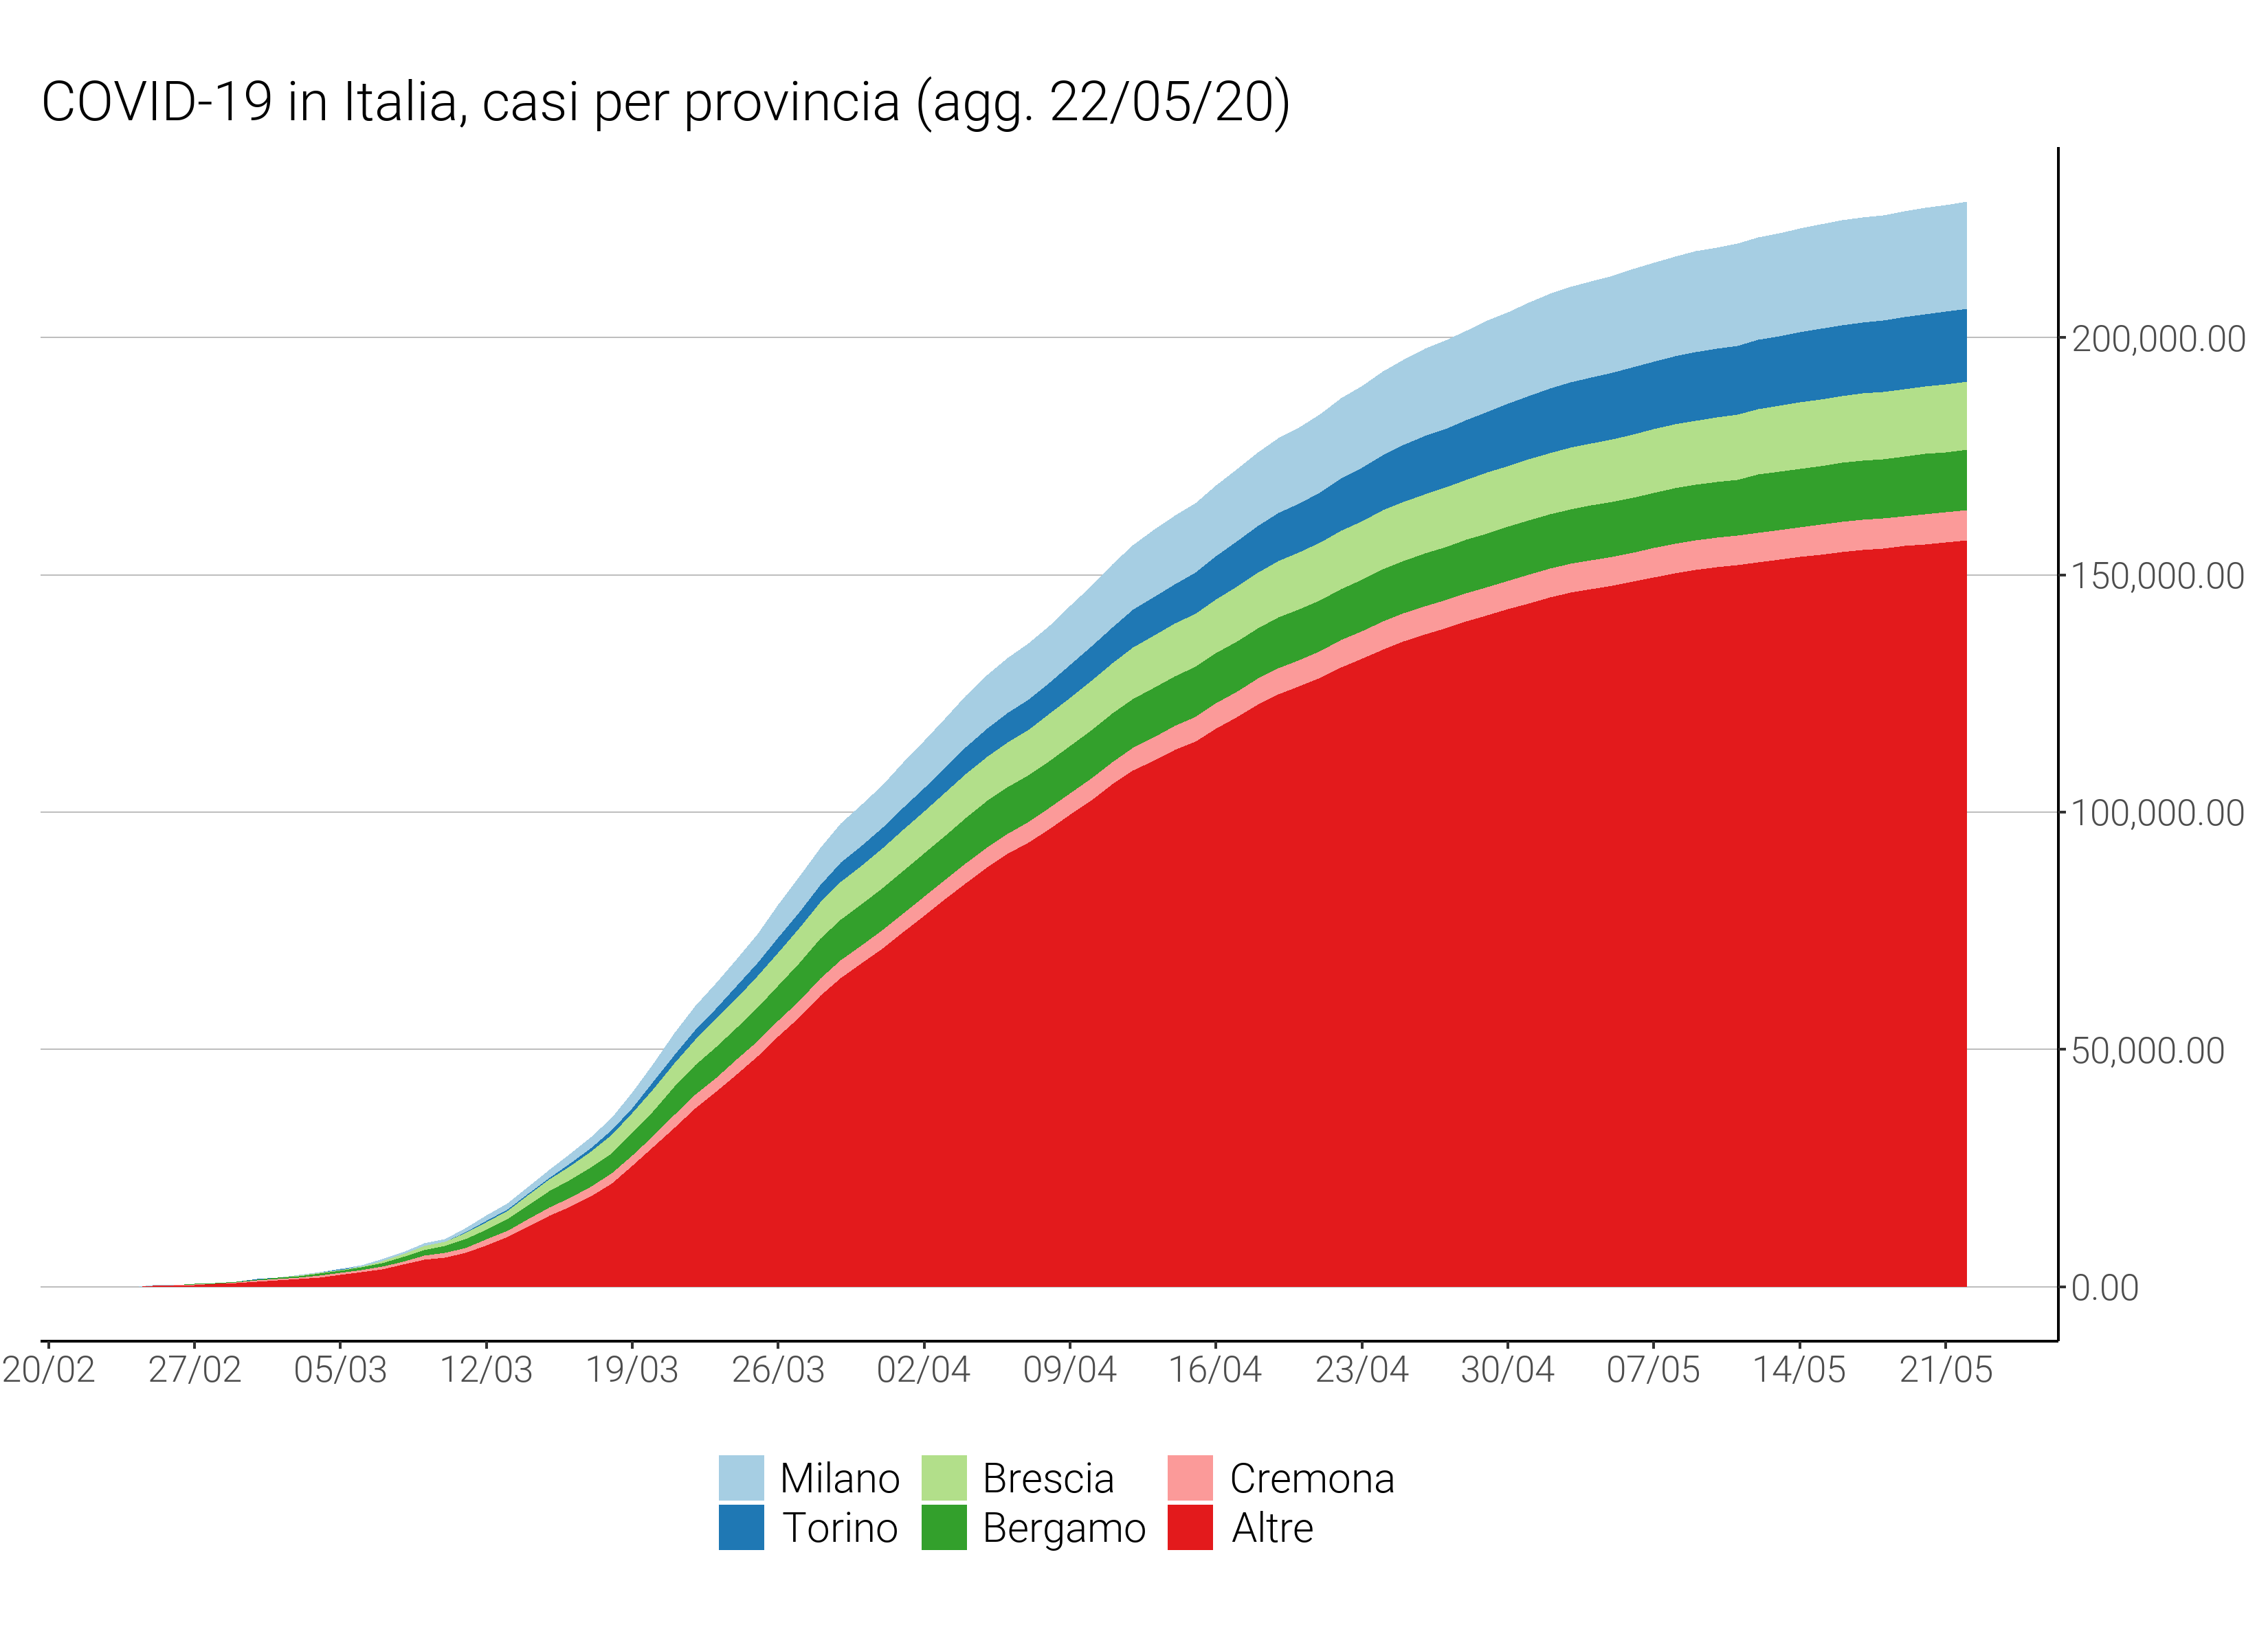 COVID-19 in Italia, casi per provincia (agg. 22/05/20)
200,000.00
150,000.00
100,000.00
50,000.00
0.00
20/02 27/02 05/03 12/03 19/03 26/03 02/04 09/04 16/04 23/04 30/04 07/05 14/05 21/05
Milano Brescia Cremona
Torino Bergamo Altre